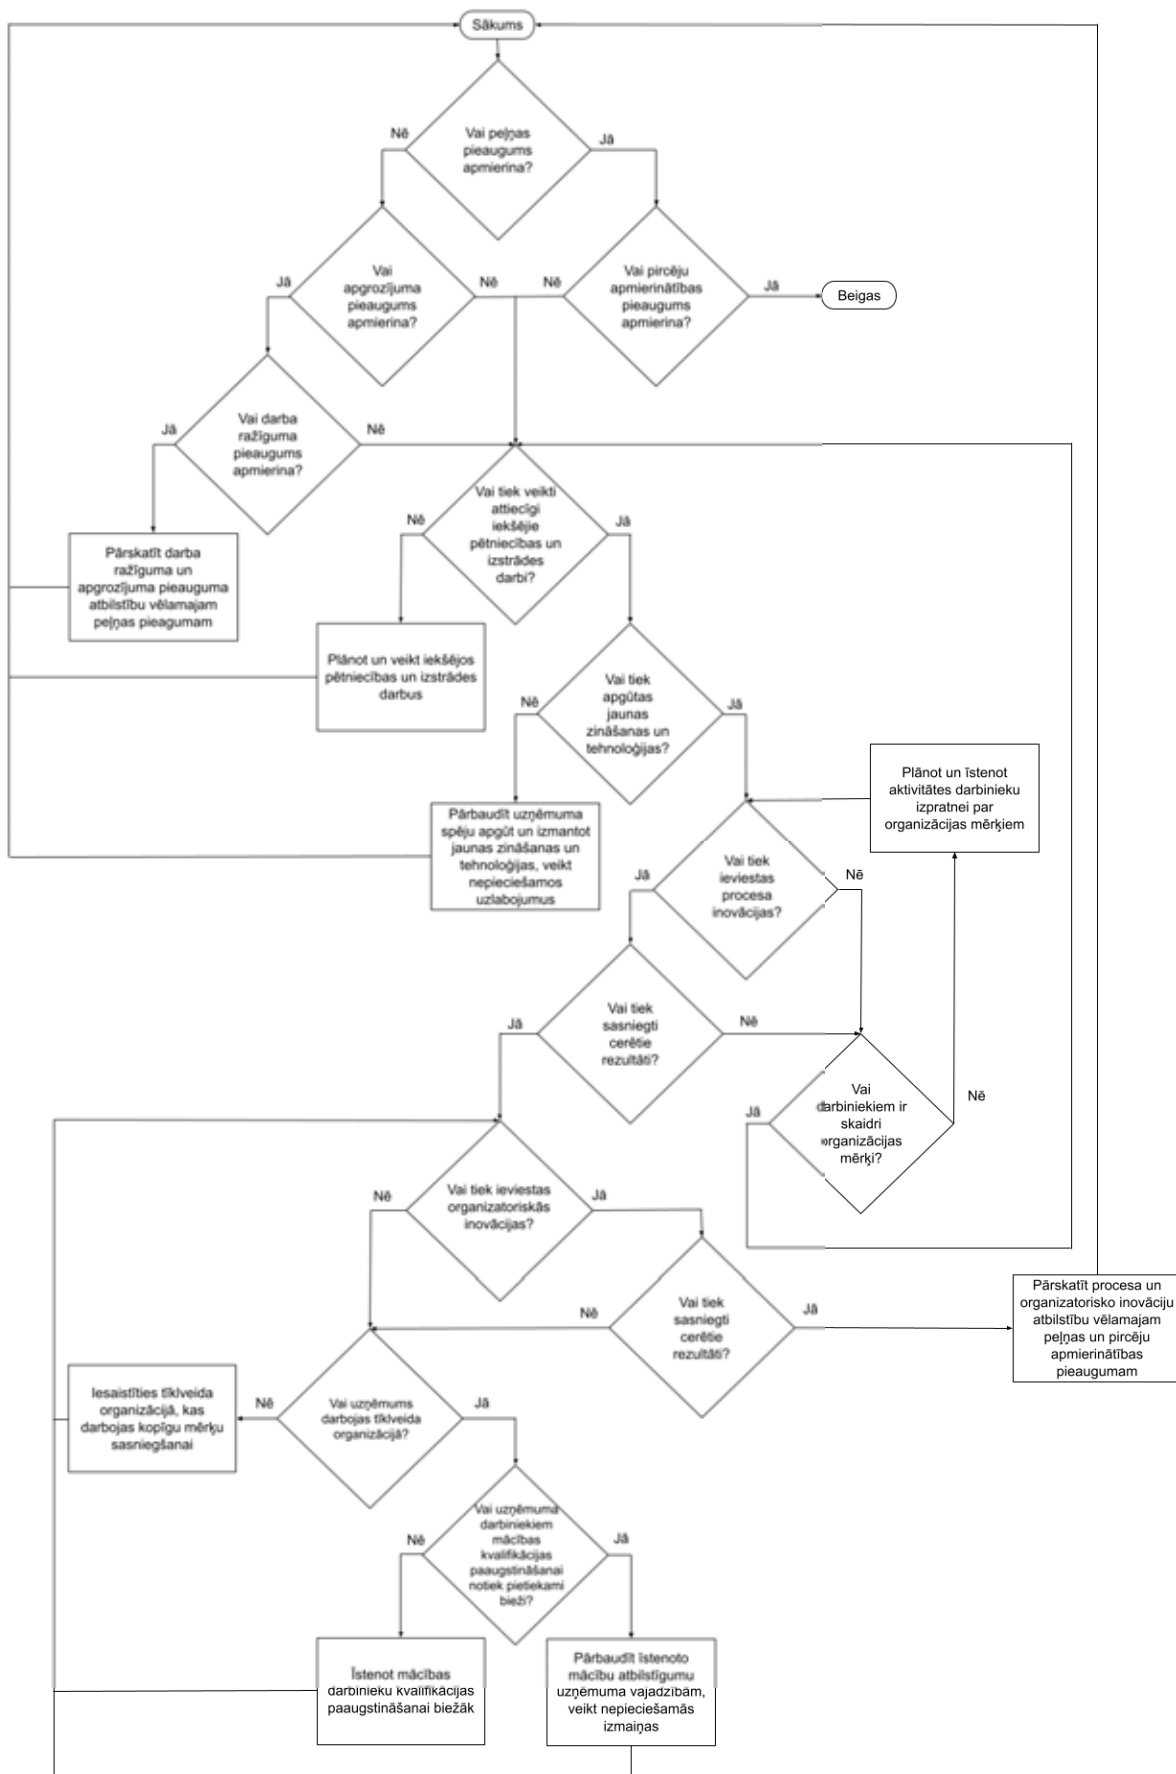 Sākums
Vai peļņas
pieaugums
apmierina?
Nē
Jā
Vai
apgrozījuma
pieaugums
apmierina?
Jā
Nē
Vai pircēju
apmierinātības
pieaugums
apmierina?
Nē
Jā
Beigas
Vai darba
ražīguma
pieaugums
apmierina?
Jā
Nē
Vai tiek veikti
attiecīgi
iekšējie
pētniecības un
izstrādes
darbi?
Nē
Jā
Pārskatīt darba
ražīguma un
apgrozījuma pieauguma
atbilstību vēlamajam
peļņas pieagumam
Plānot un veikt iekšējos
pētniecības un izstrādes
darbus
Vai tiek
apgūtas
jaunas
zināšanas un
tehnoloģijas?
Nē
Jā
Plānot un īstenot
aktivitātes darbinieku
izpratnei par
organizācijas mērķiem
Pārbaudīt uzņēmuma
spēju apgūt un izmantot
jaunas zināšanas un
tehnoloģijas, veikt
nepieciešamos
uzlabojumus
Vai tiek
ieviestas
procesa
inovācijas?
Jā
Nē
Vai tiek
sasniegti
cerētie
rezultāti?
Jā
Nē
Vai
darbiniekiem ir
skaidri
organizācijas
mērķi?
Jā
Nē
Vai tiek ieviestas
organizatoriskās
inovācijas?
Nē
Jā
Vai tiek
sasniegti
cerētie
rezultāti?
Nē
Jā
Pārskatīt procesa un
organizatorisko inovāciju
atbilstību vēlamajam
peļņas un pircēju
apmierinātības
pieaugumam
Iesaistīties tīklveida
organizācijā, kas
darbojas kopīgu mērķu
sasniegšanai
Vai uzņēmums
darbojas tīklveida
organizācijā?
Nē
Jā
Vai uzņēmuma
darbiniekiem
mācības
kvalifikācijas
paaugstināšanai
notiek pietiekami
bieži?
Nē
Jā
Īstenot mācības
darbinieku kvalifikācijas
paaugstināšanai biežāk
Pārbaudīt īstenoto
mācību atbilstīgumu
uzņēmuma vajadzībām,
veikt nepieciešamās
izmaiņas